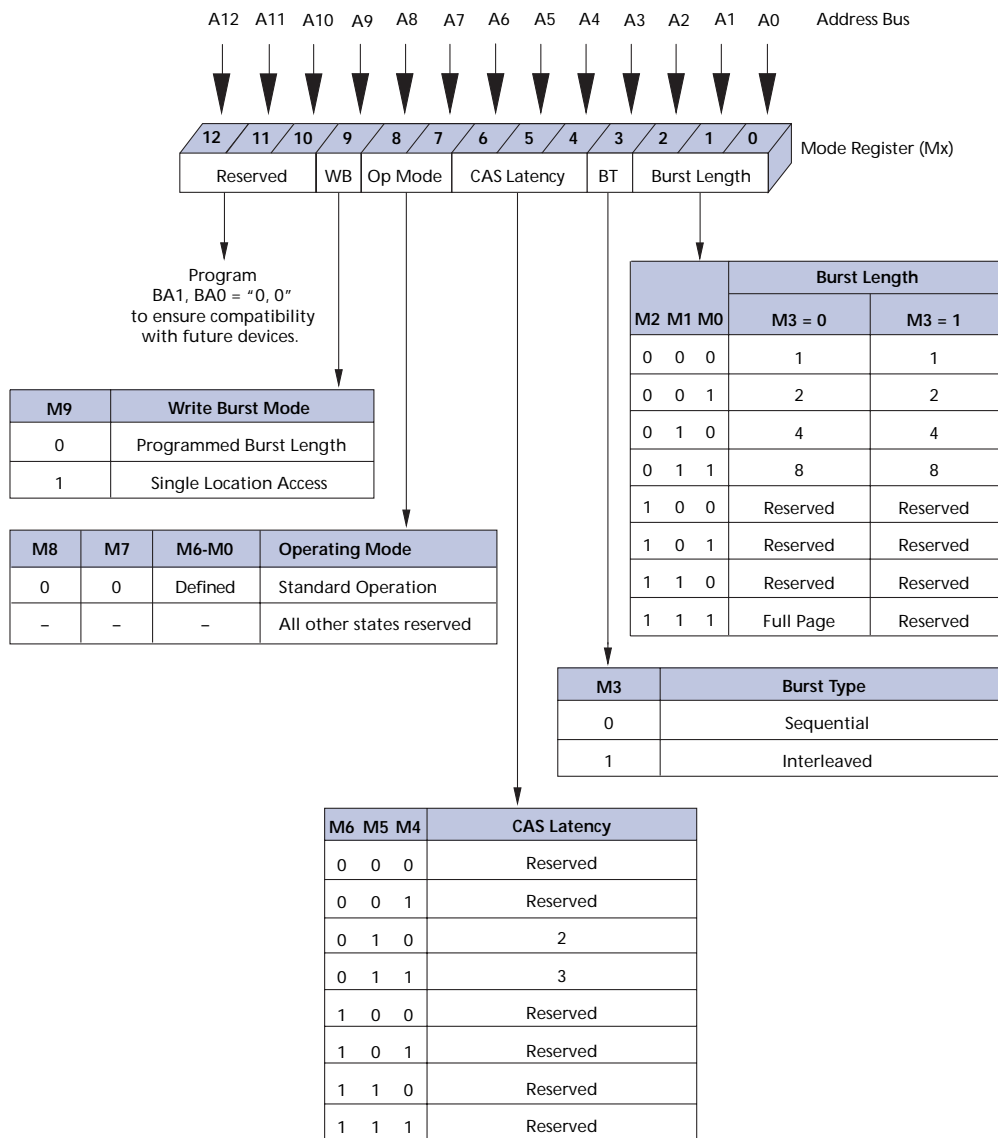 A12 A11 A10 A9 A8 A7 A6 A5 A4 A3 A2 A1 A0 Address Bus
12 11 10 9 8 7 6 5 4 3 2 1 0
Mode Register (Mx)
Reserved WB Op Mode CAS Latency BT Burst Length
Program
BA1, BA0 = “0, 0”
to ensure compatibility
with future devices.
Burst Length
M2 M1 M0 M3 = 0 M3 = 1
0 0 0 1 1
0 0 1 2 2
0 1 0 4 4
0 1 1 8 8
1 0 0 Reserved Reserved
1 0 1 Reserved Reserved
1 1 0 Reserved Reserved
1 1 1 Full Page Reserved
M9 Write Burst Mode
0 Programmed Burst Length
1 Single Location Access
M8 M7 M6-M0 Operating Mode
0 0 Defined Standard Operation
– – – All other states reserved
M3 Burst Type
0 Sequential
1 Interleaved
M6 M5 M4 CAS Latency
0 0 0 Reserved
0 0 1 Reserved
0 1 0 2
0 1 1 3
1 0 0 Reserved
1 0 1 Reserved
1 1 0 Reserved
1 1 1 Reserved